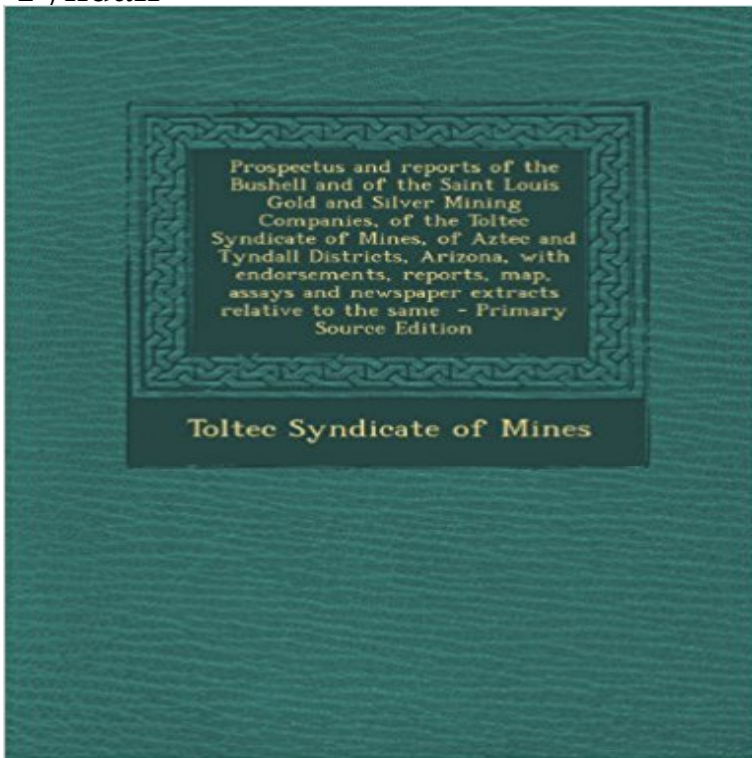 Prospectus and reports of the
Bushell and of the Saint Louis
Gold and Silver Mining
Companies, of the Toltec
Syndicate of Mines, of Aztec and
Tyndall Districts, Arizona, with
endorsements, reports, map,
assays and newspaper extracts
relative to the same - Primary
Source Edition
Toltec Syndicate of Mines